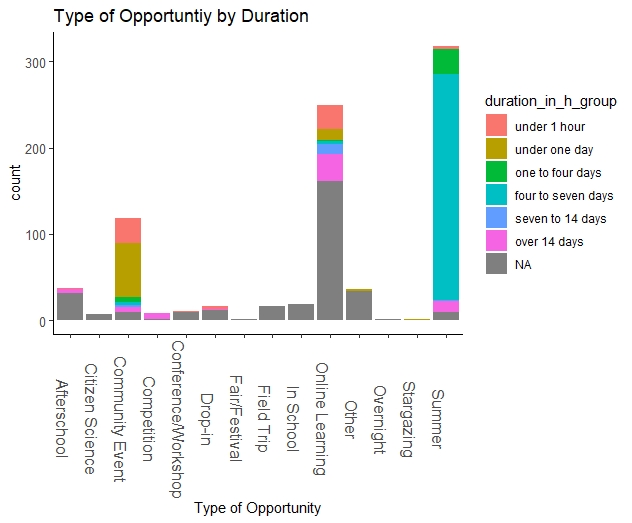 Type of Opportuntiy by Duration
300
200
100
0
count
Afterschool
Citizen Science
Community Event
Competition
Conference/Workshop
Drop-in
Fair/Festival
Field Trip
In School
Online Learning
Other
Overnight
Stargazing
Summer
Type of Opportunity
duration_in_h_group
under 1 hour
under one day
one to four days
four to seven days
seven to 14 days
over 14 days
NA